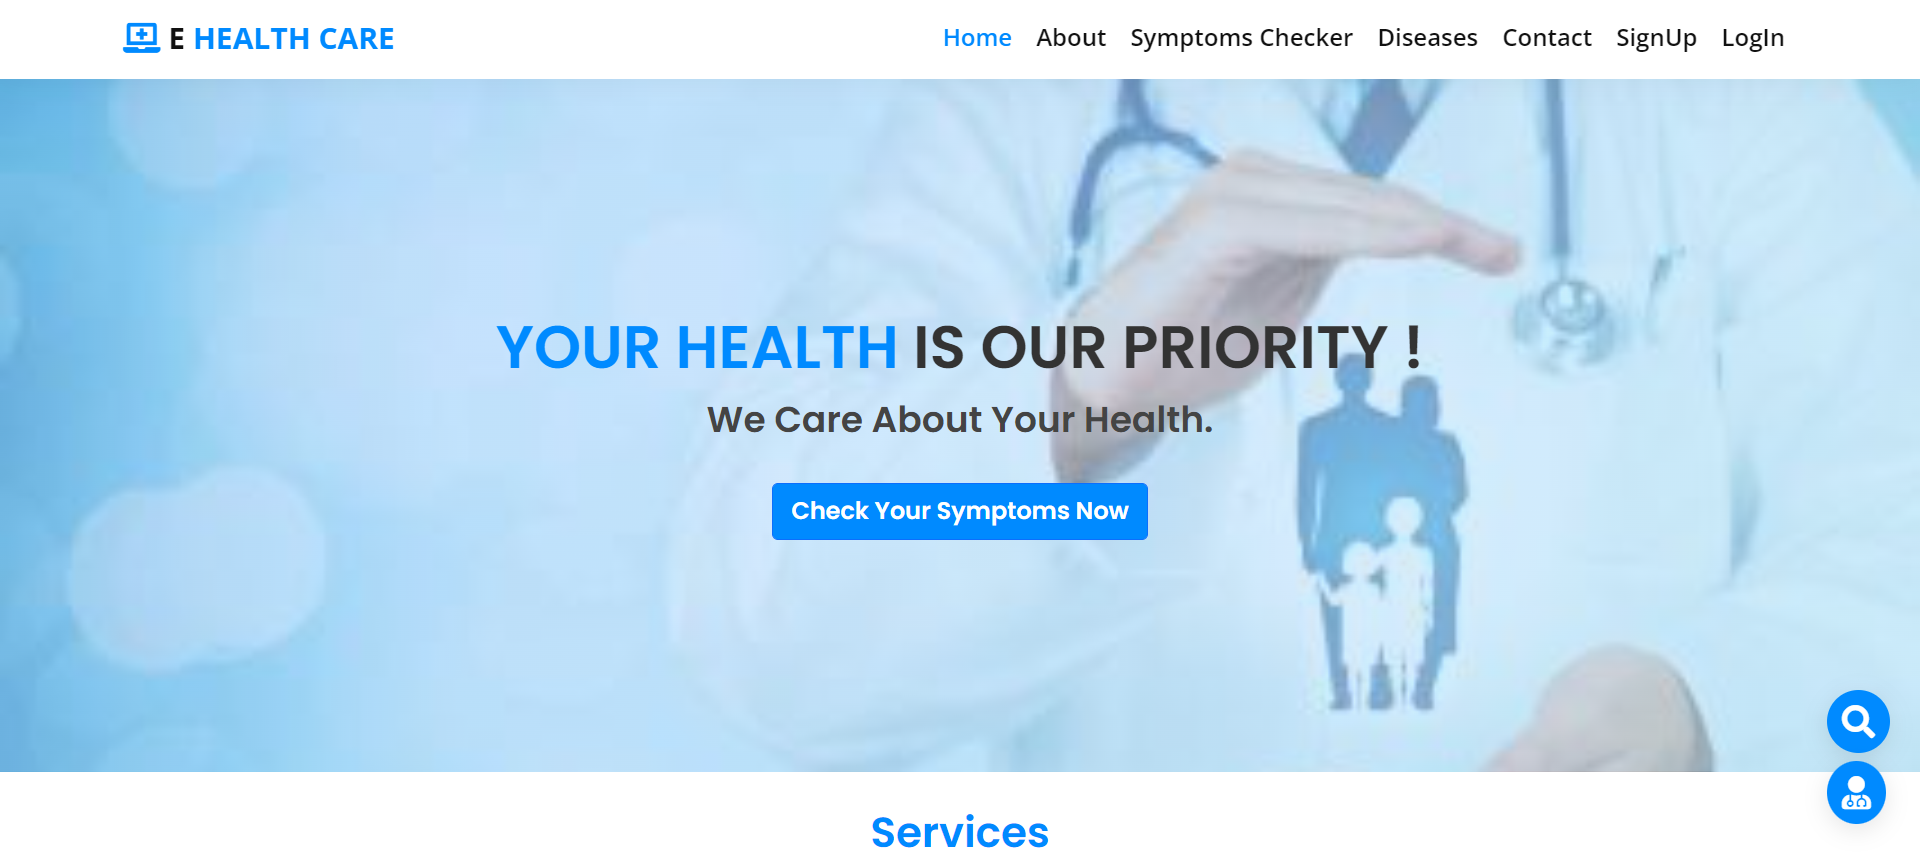 E HEALTH CARE
Home About Symptoms Checker Diseases Contact SignUp LogIn
YOUR HEALTH IS OUR PRIORITY !
We Care About Your Health.
Check Your Symptoms Now
Services